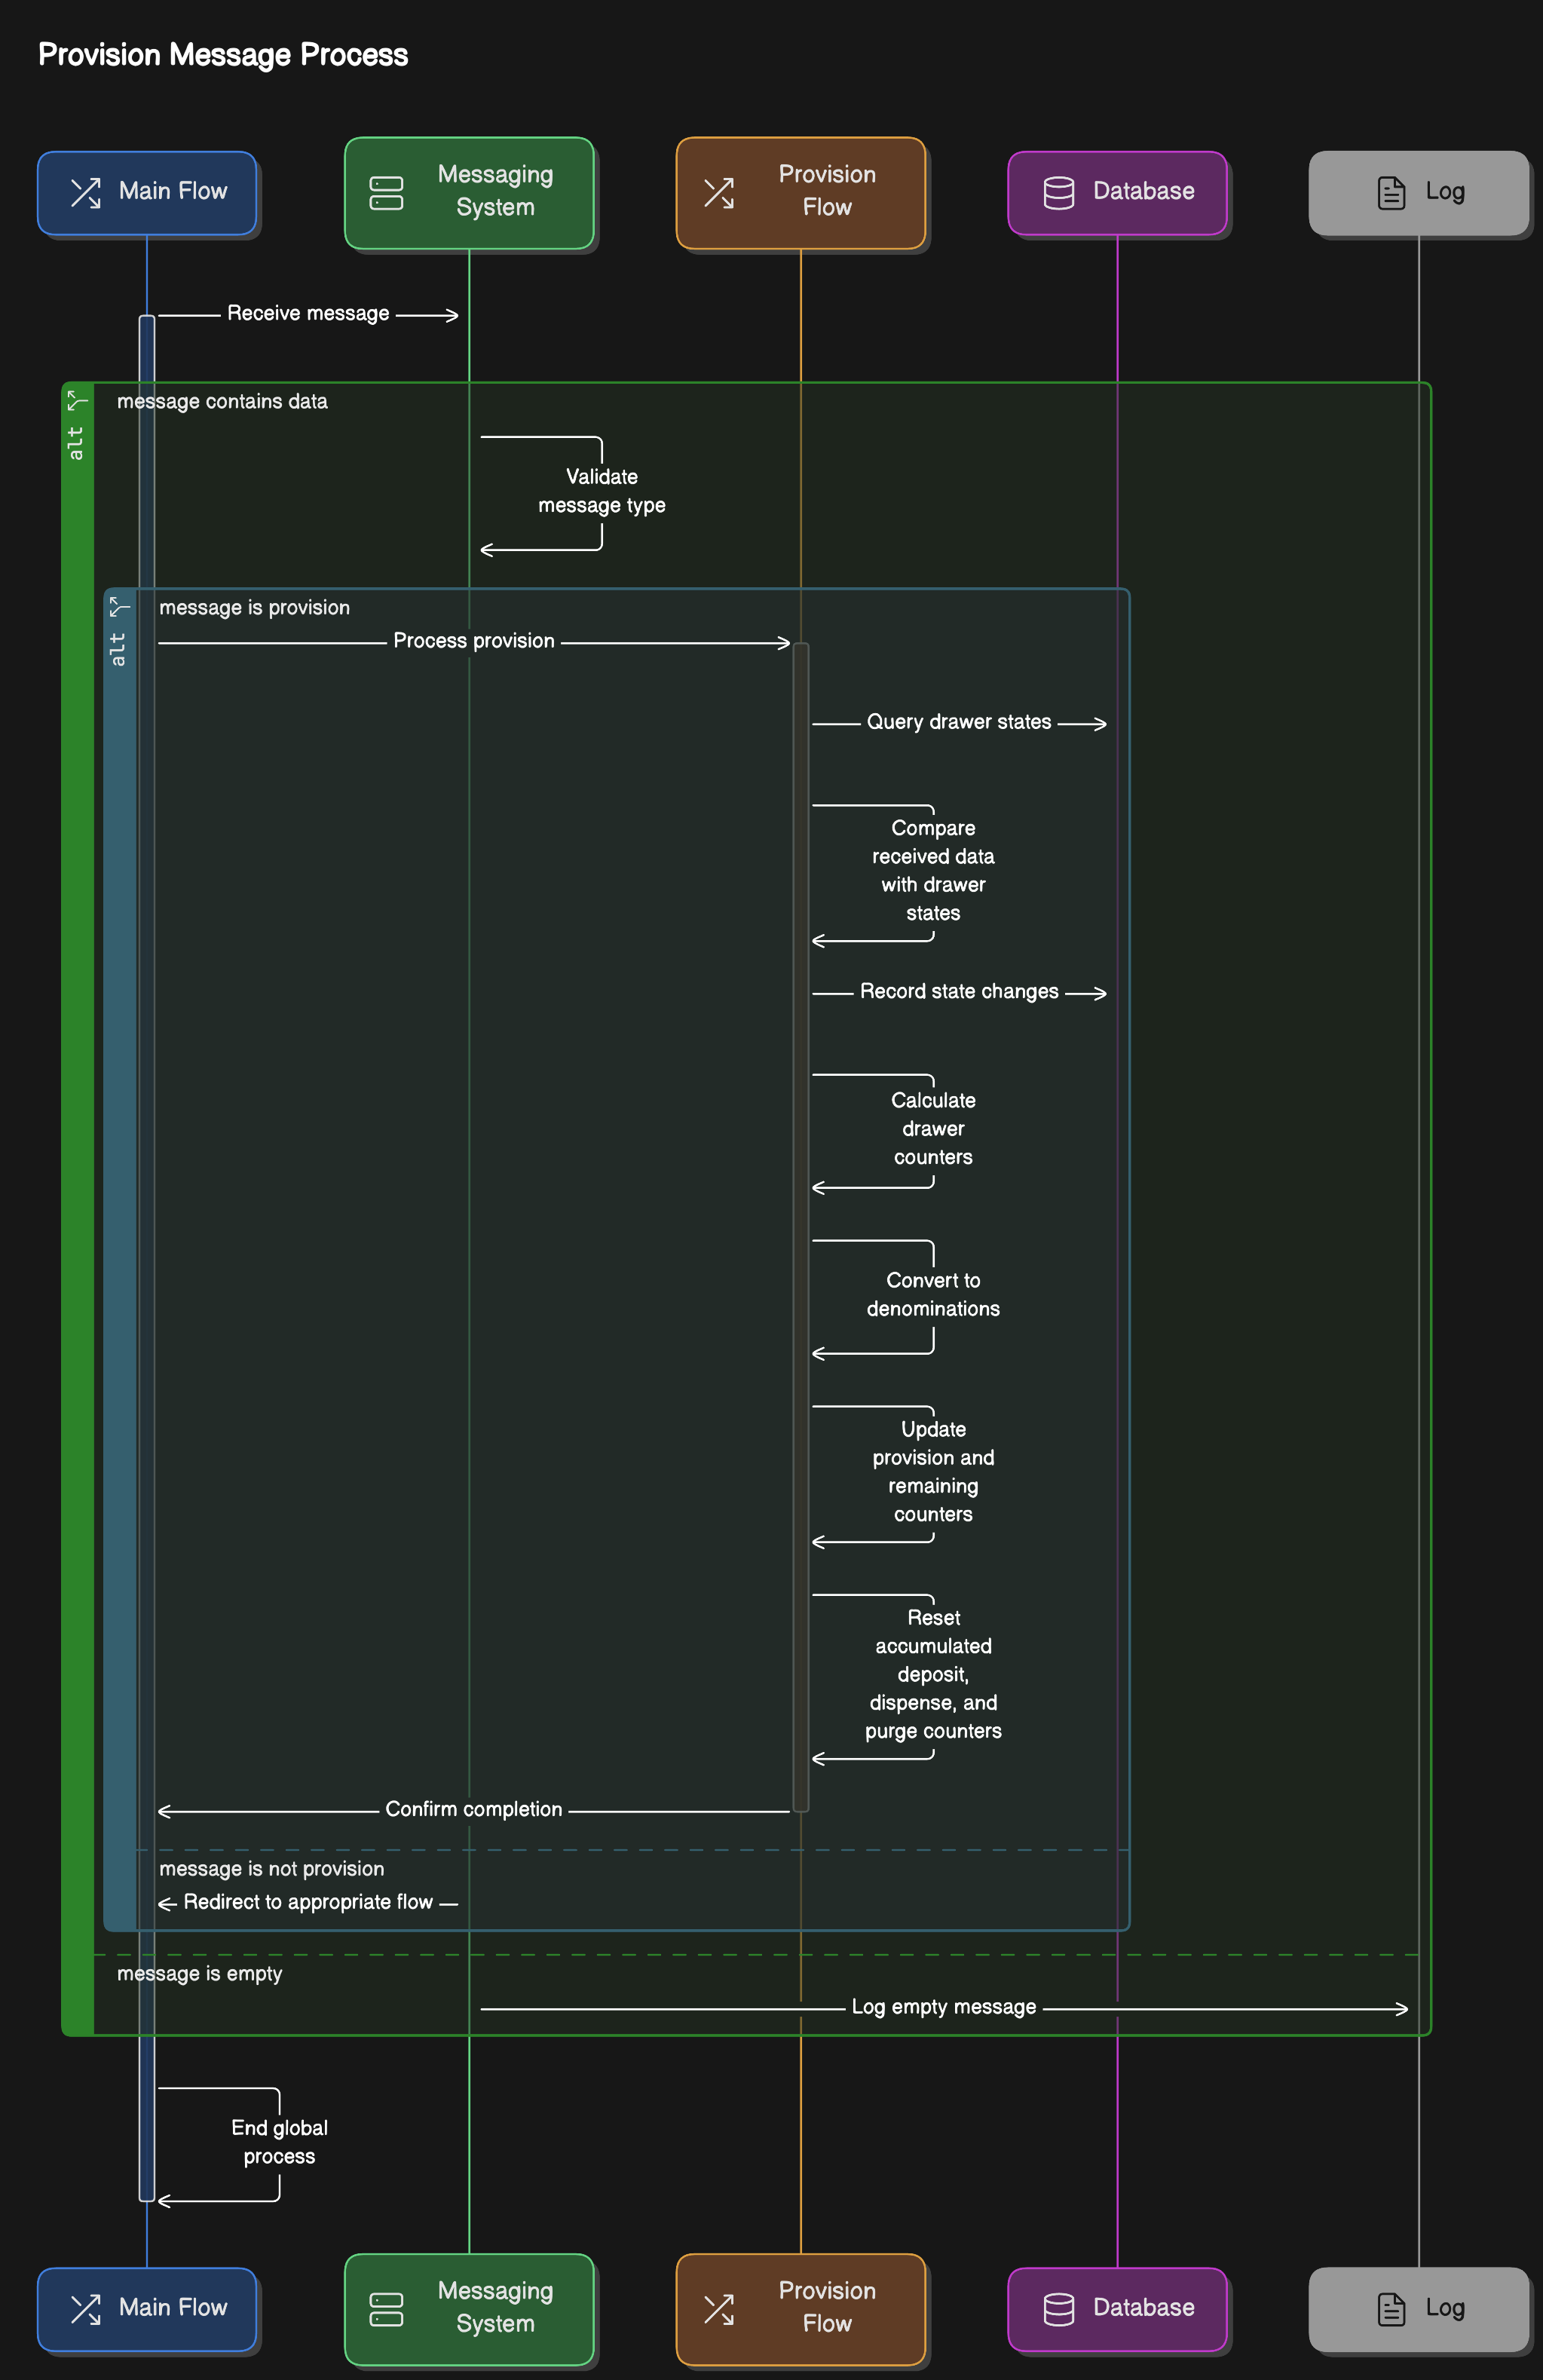 Provision Message Process
Main Flow
Messaging
System
Provision
Flow
Database
Log
Receive message
alt
message contains data
Validate
message type
alt
message is provision
Process provision
Query drawer states
Compare
received data
with drawer
states
Record state changes
Calculate
drawer
counters
Convert to
denominations
Update
provision and
remaining
counters
Reset
accumulated
deposit,
dispense, and
purge counters
Confirm completion
message is not provision
Redirect to appropriate flow
message is empty
Log empty message
End global
process
Main Flow
Messaging
System
Provision
Flow
Database
Log